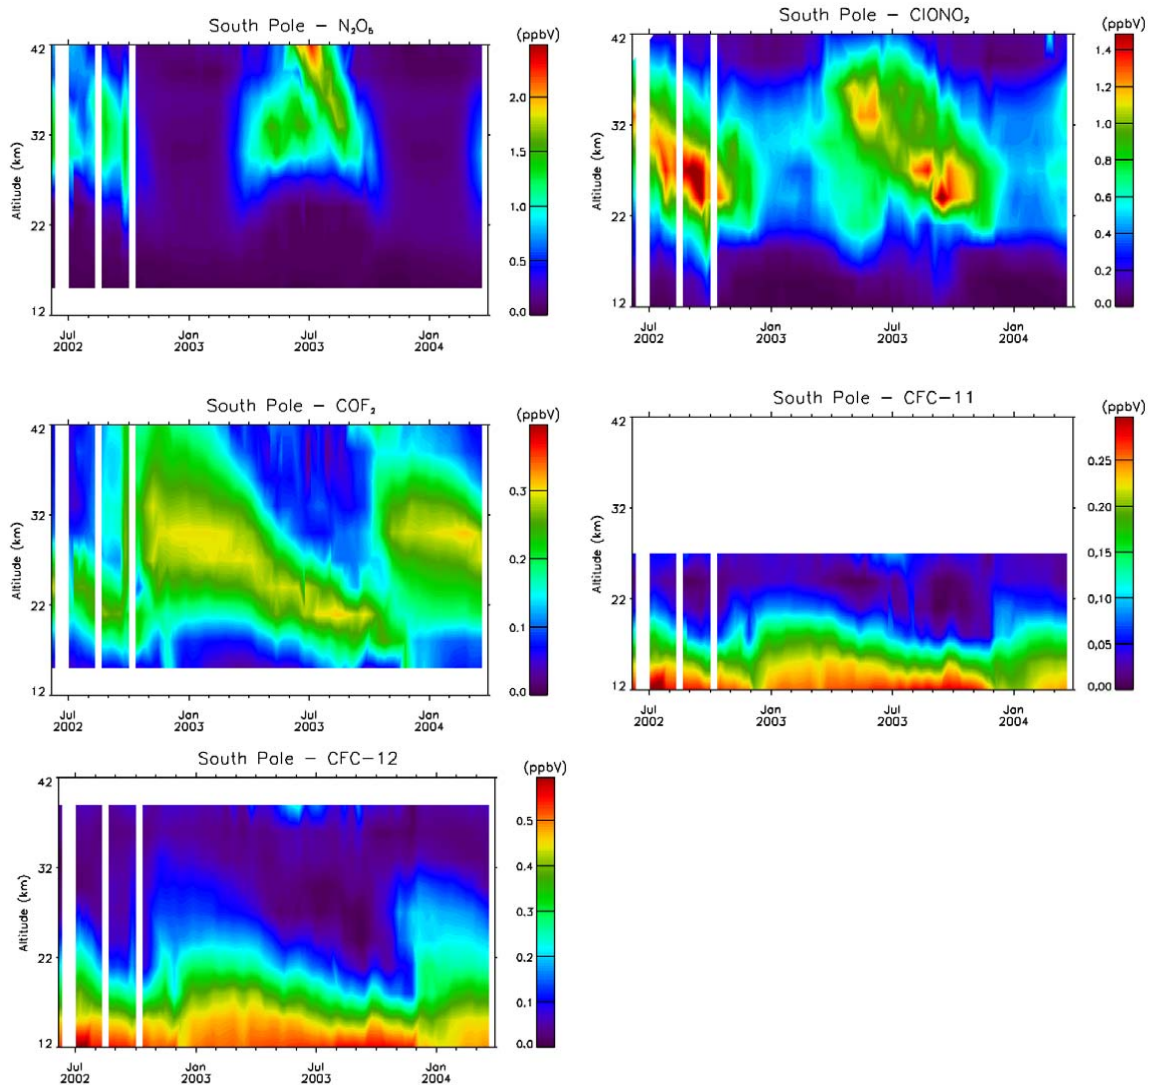 South Pole – N₂O₅
(ppbV)
42
32
22
12
Altitude (km)
2.0
1.5
1.0
0.5
0.0
Jul
2002
Jan
2003
Jul
2003
Jan
2004
South Pole – ClONO₂
(ppbV)
42
32
22
12
Altitude (km)
1.4
1.2
1.0
0.8
0.6
0.4
0.2
0.0
Jul
2002
Jan
2003
Jul
2003
Jan
2004
South Pole – COF₂
(ppbV)
42
32
22
12
Altitude (km)
0.3
0.2
0.1
0.0
Jul
2002
Jan
2003
Jul
2003
Jan
2004
South Pole – CFC-11
(ppbV)
42
32
22
12
Altitude (km)
0.25
0.20
0,15
0,10
0,05
0,00
Jul
2002
Jan
2003
Jul
2003
Jan
2004
South Pole – CFC-12
(ppbV)
42
32
22
12
Altitude (km)
0.5
0.4
0.3
0.2
0.1
0.0
Jul
2002
Jan
2003
Jul
2003
Jan
2004